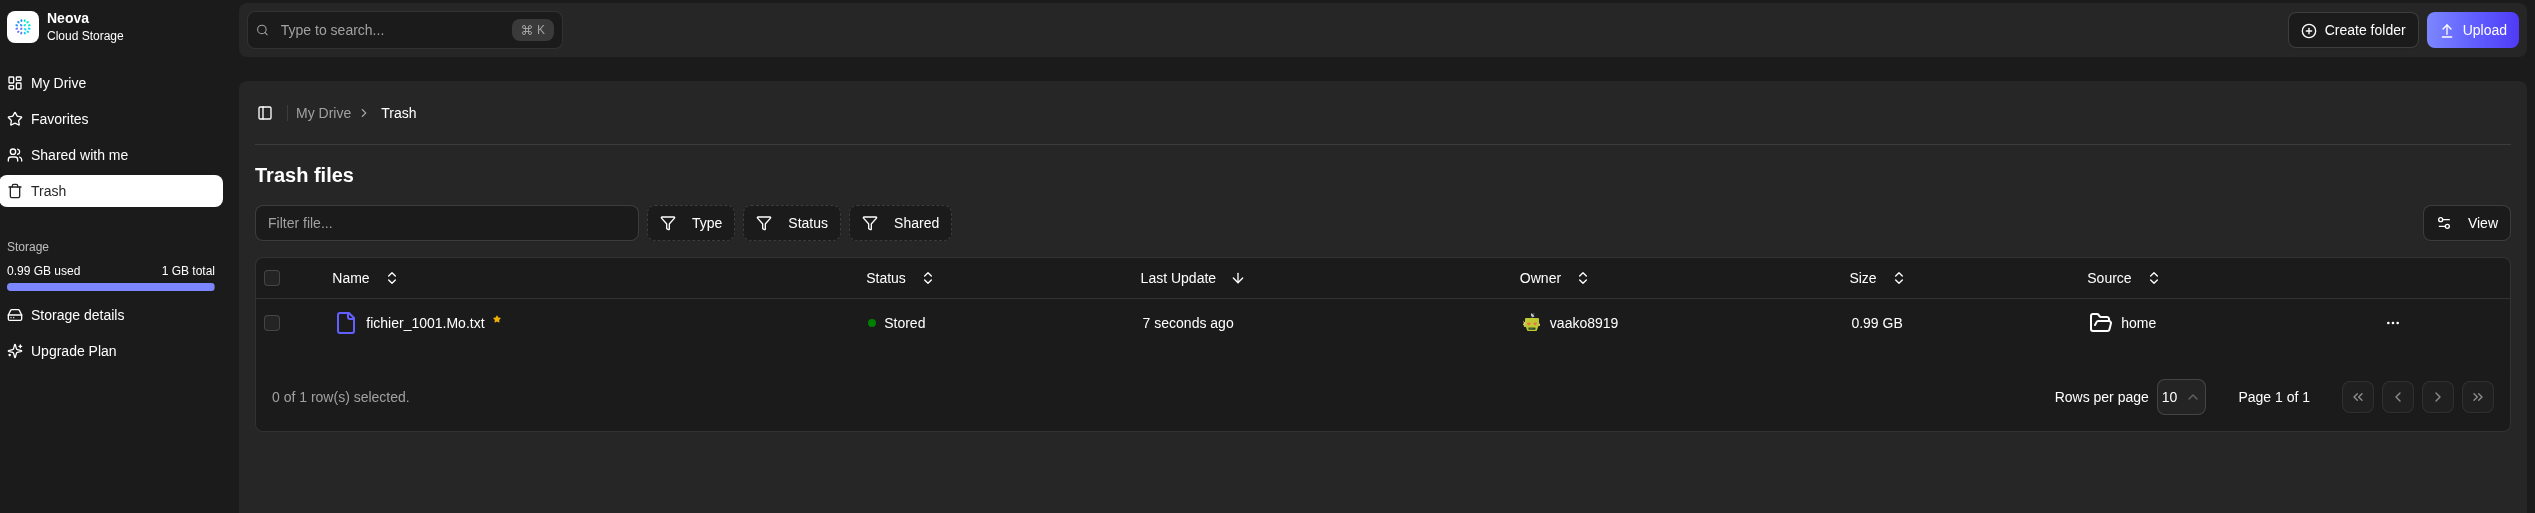 Neova
Cloud Storage
Type to search...
⌘ K
Create folder
Upload
My Drive
Favorites
Shared with me
Trash
Storage
0.99 GB used 1 GB total
Storage details
Upgrade Plan
My Drive > Trash
Trash files
Filter file...
Type
Status
Shared
View
Name Status Last Update Owner Size Source
fichier_1001.Mo.txt Stored 7 seconds ago vaako8919 0.99 GB home ...
0 of 1 row(s) selected.
Rows per page 10
Page 1 of 1